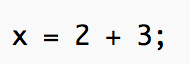 x = 2 + 3;